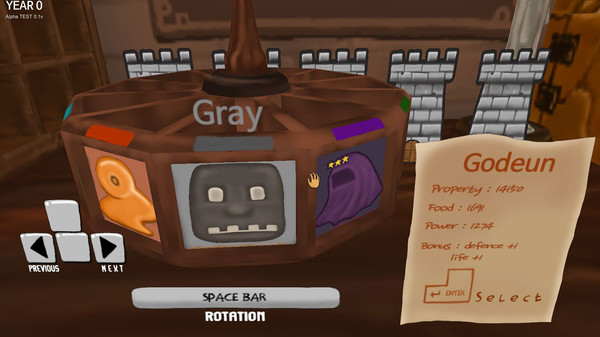 YEAR 0
Alpha TEST 0.1v
Gray
Godeun
Property : 14150
Food : 1691
Power : 1274
Bonus : defence +1
life +1
ENTER
Select
PREVIOUS
NEXT
SPACE BAR
ROTATION